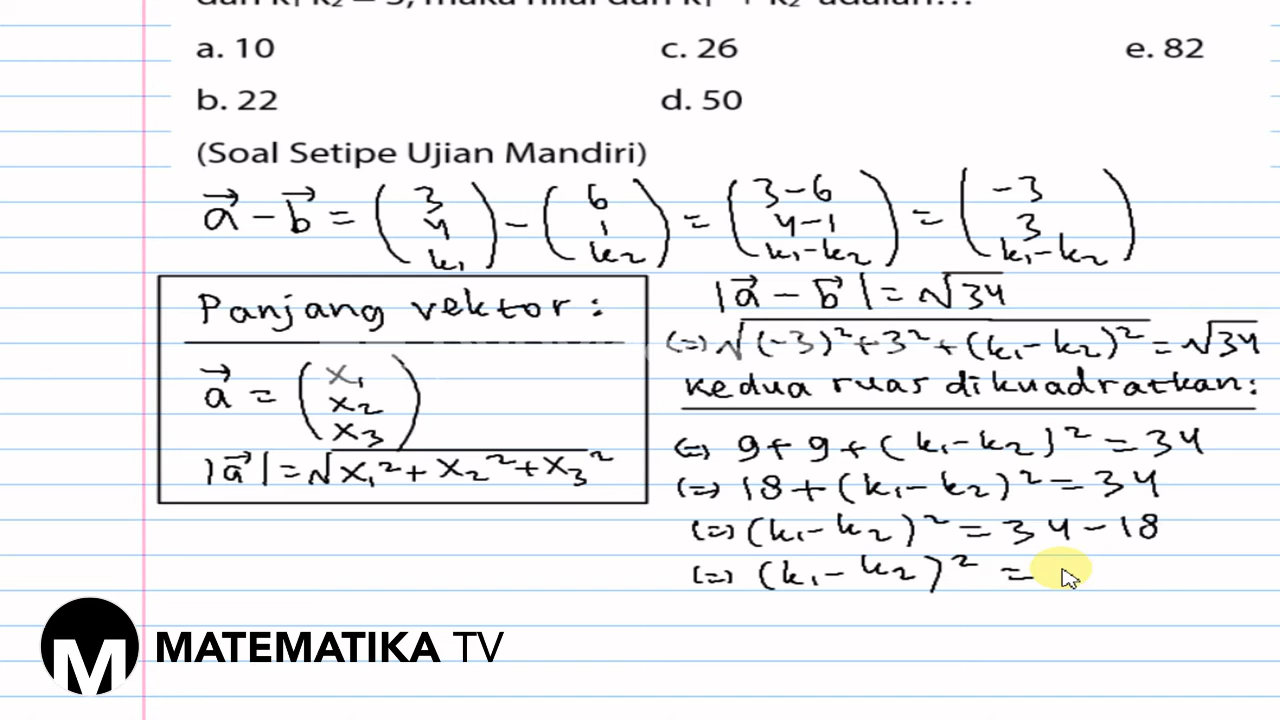 a. 10 c. 26 e. 82
b. 22 d. 50
(Soal Setipe Ujian Mandiri)
a⃗ − b⃗ = (3 4 k₁) − (6 1 k₂) = (3−6 4−1 k₁−k₂) = (−3 3 k₁−k₂)
Panjang vektor:
a⃗ = (x₁ x₂ x₃)
|a⃗| = √x₁² + x₂² + x₃²
|a⃗ − b⃗| = √34
(=) √(−3)² + 3² + (k₁−k₂)² = √34
kedua ruas dikuadratkan:
(=) 9 + 9 + (k₁−k₂)² = 34
(=) 18 + (k₁−k₂)² = 34
(=) (k₁−k₂)² = 34 − 18
(=) (k₁−k₂)² =
M MATEMATIKA TV